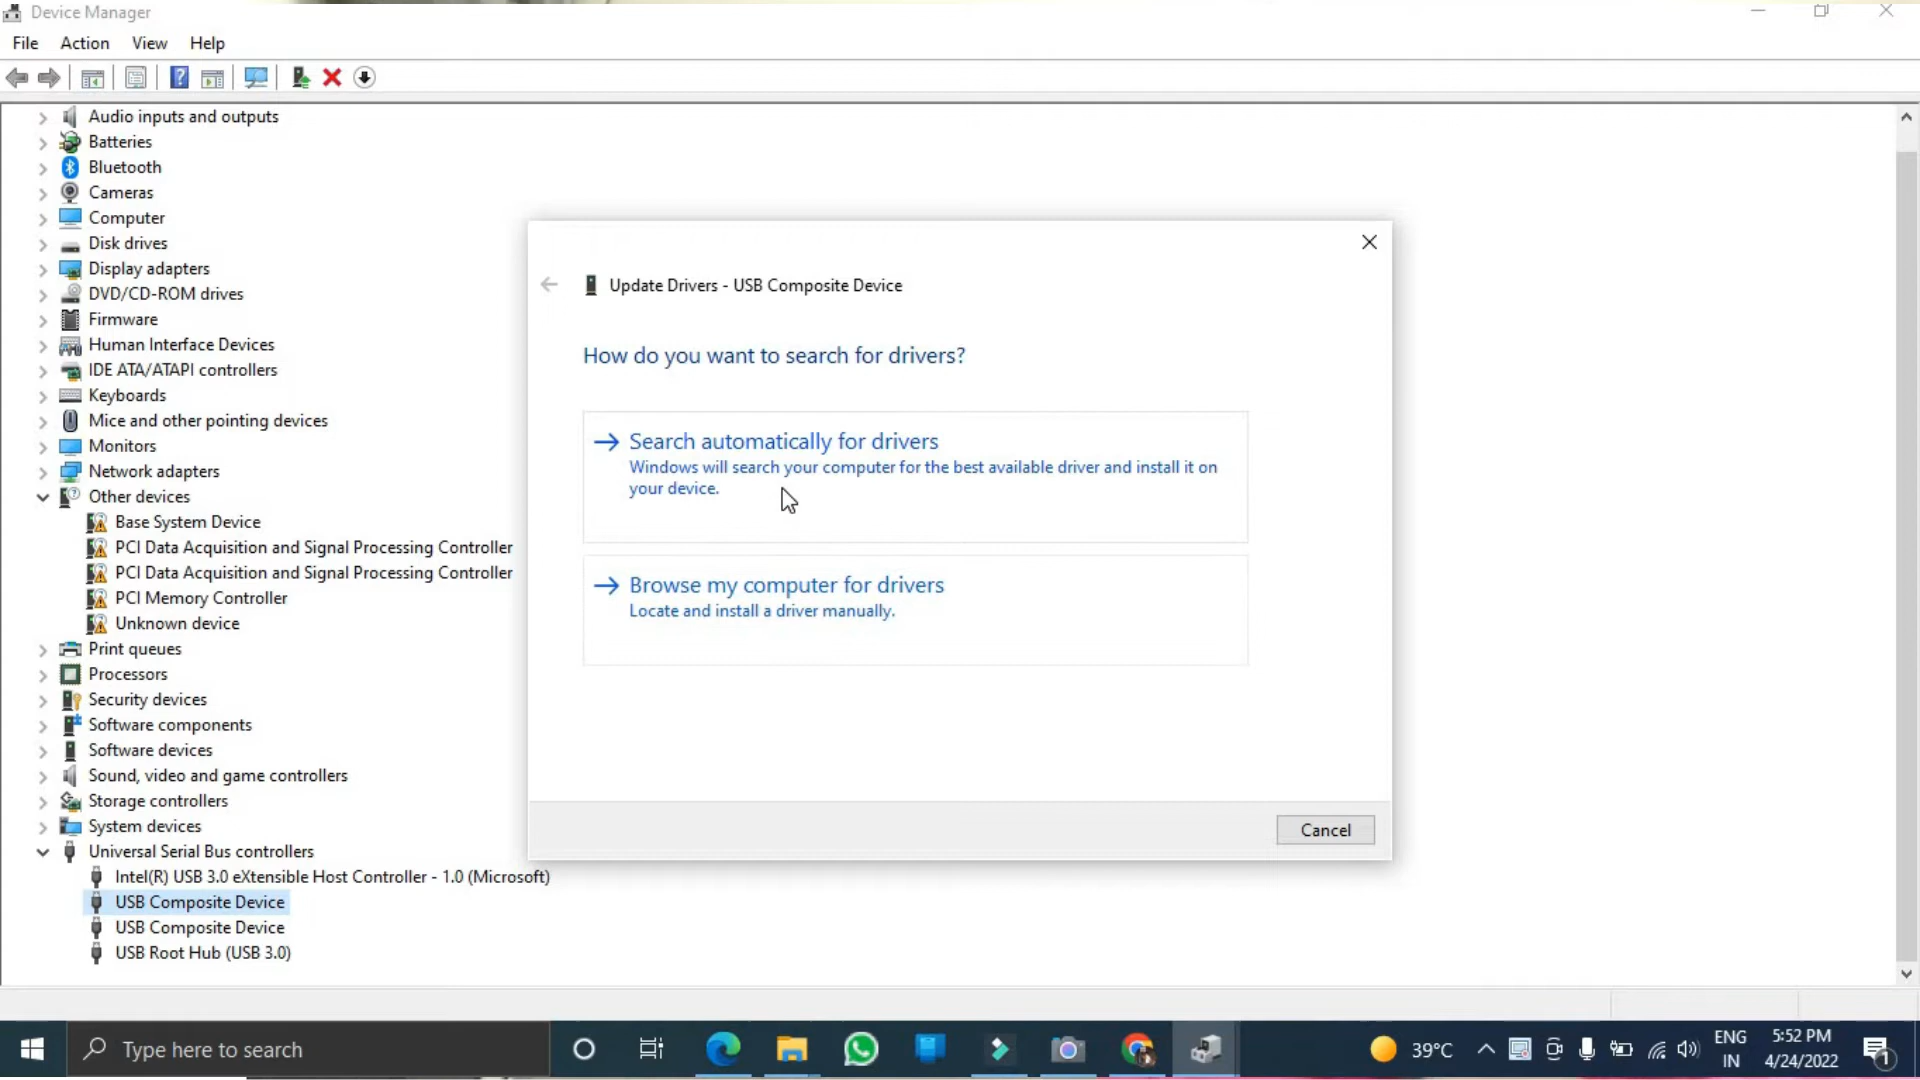 Device Manager
File Action View Help
Audio inputs and outputs
Batteries
Bluetooth
Cameras
Computer
Disk drives
Display adapters
DVD/CD-ROM drives
Firmware
Human Interface Devices
IDE ATA/ATAPI controllers
Keyboards
Mice and other pointing devices
Monitors
Network adapters
Other devices
Base System Device
PCI Data Acquisition and Signal Processing Controller
PCI Data Acquisition and Signal Processing Controller
PCI Memory Controller
Unknown device
Print queues
Processors
Security devices
Software components
Software devices
Sound, video and game controllers
Storage controllers
System devices
Universal Serial Bus controllers
Intel(R) USB 3.0 eXtensible Host Controller - 1.0 (Microsoft)
USB Composite Device
USB Composite Device
USB Root Hub (USB 3.0)
Update Drivers - USB Composite Device
How do you want to search for drivers?
Search automatically for drivers
Windows will search your computer for the best available driver and install it on
your device.
Browse my computer for drivers
Locate and install a driver manually.
Cancel
Type here to search
39°C
ENG
IN
5:52 PM
4/24/2022
1